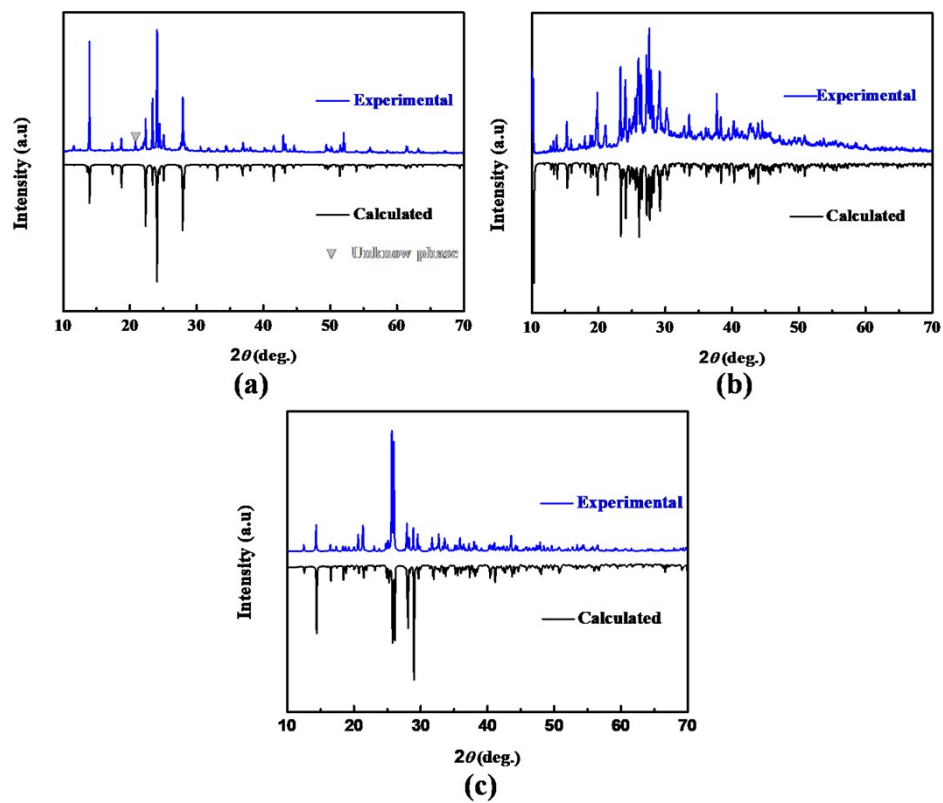 Intensity (a.u)
Experimental
Calculated
Unknow phase
10 20 30 40 50 60 70
2θ (deg.)
(a)
Intensity (a.u)
Experimental
Calculated
10 20 30 40 50 60 70
2θ (deg.)
(b)
Intensity (a.u)
Experimental
Calculated
10 20 30 40 50 60 70
2θ (deg.)
(c)